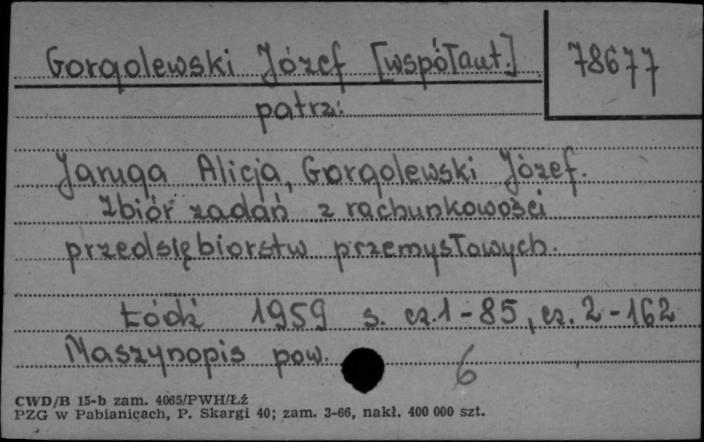 Gorgolewski Józef [współaut.] 78677
patrz:
Jaruga Alicja, Gorgolewski Józef.
Zbiór zadań z rachunkowości
przedsiębiorstw przemysłowych.
Łódź 1959 s. cz. 1-85, cz. 2-162
Maszynopis pow. 6
CWD/B 15-b zam. 4065/PWH/Łź
PZG w Pabianicach, P. Skargi 40; zam. 3-66, nakł. 400 000 szt.